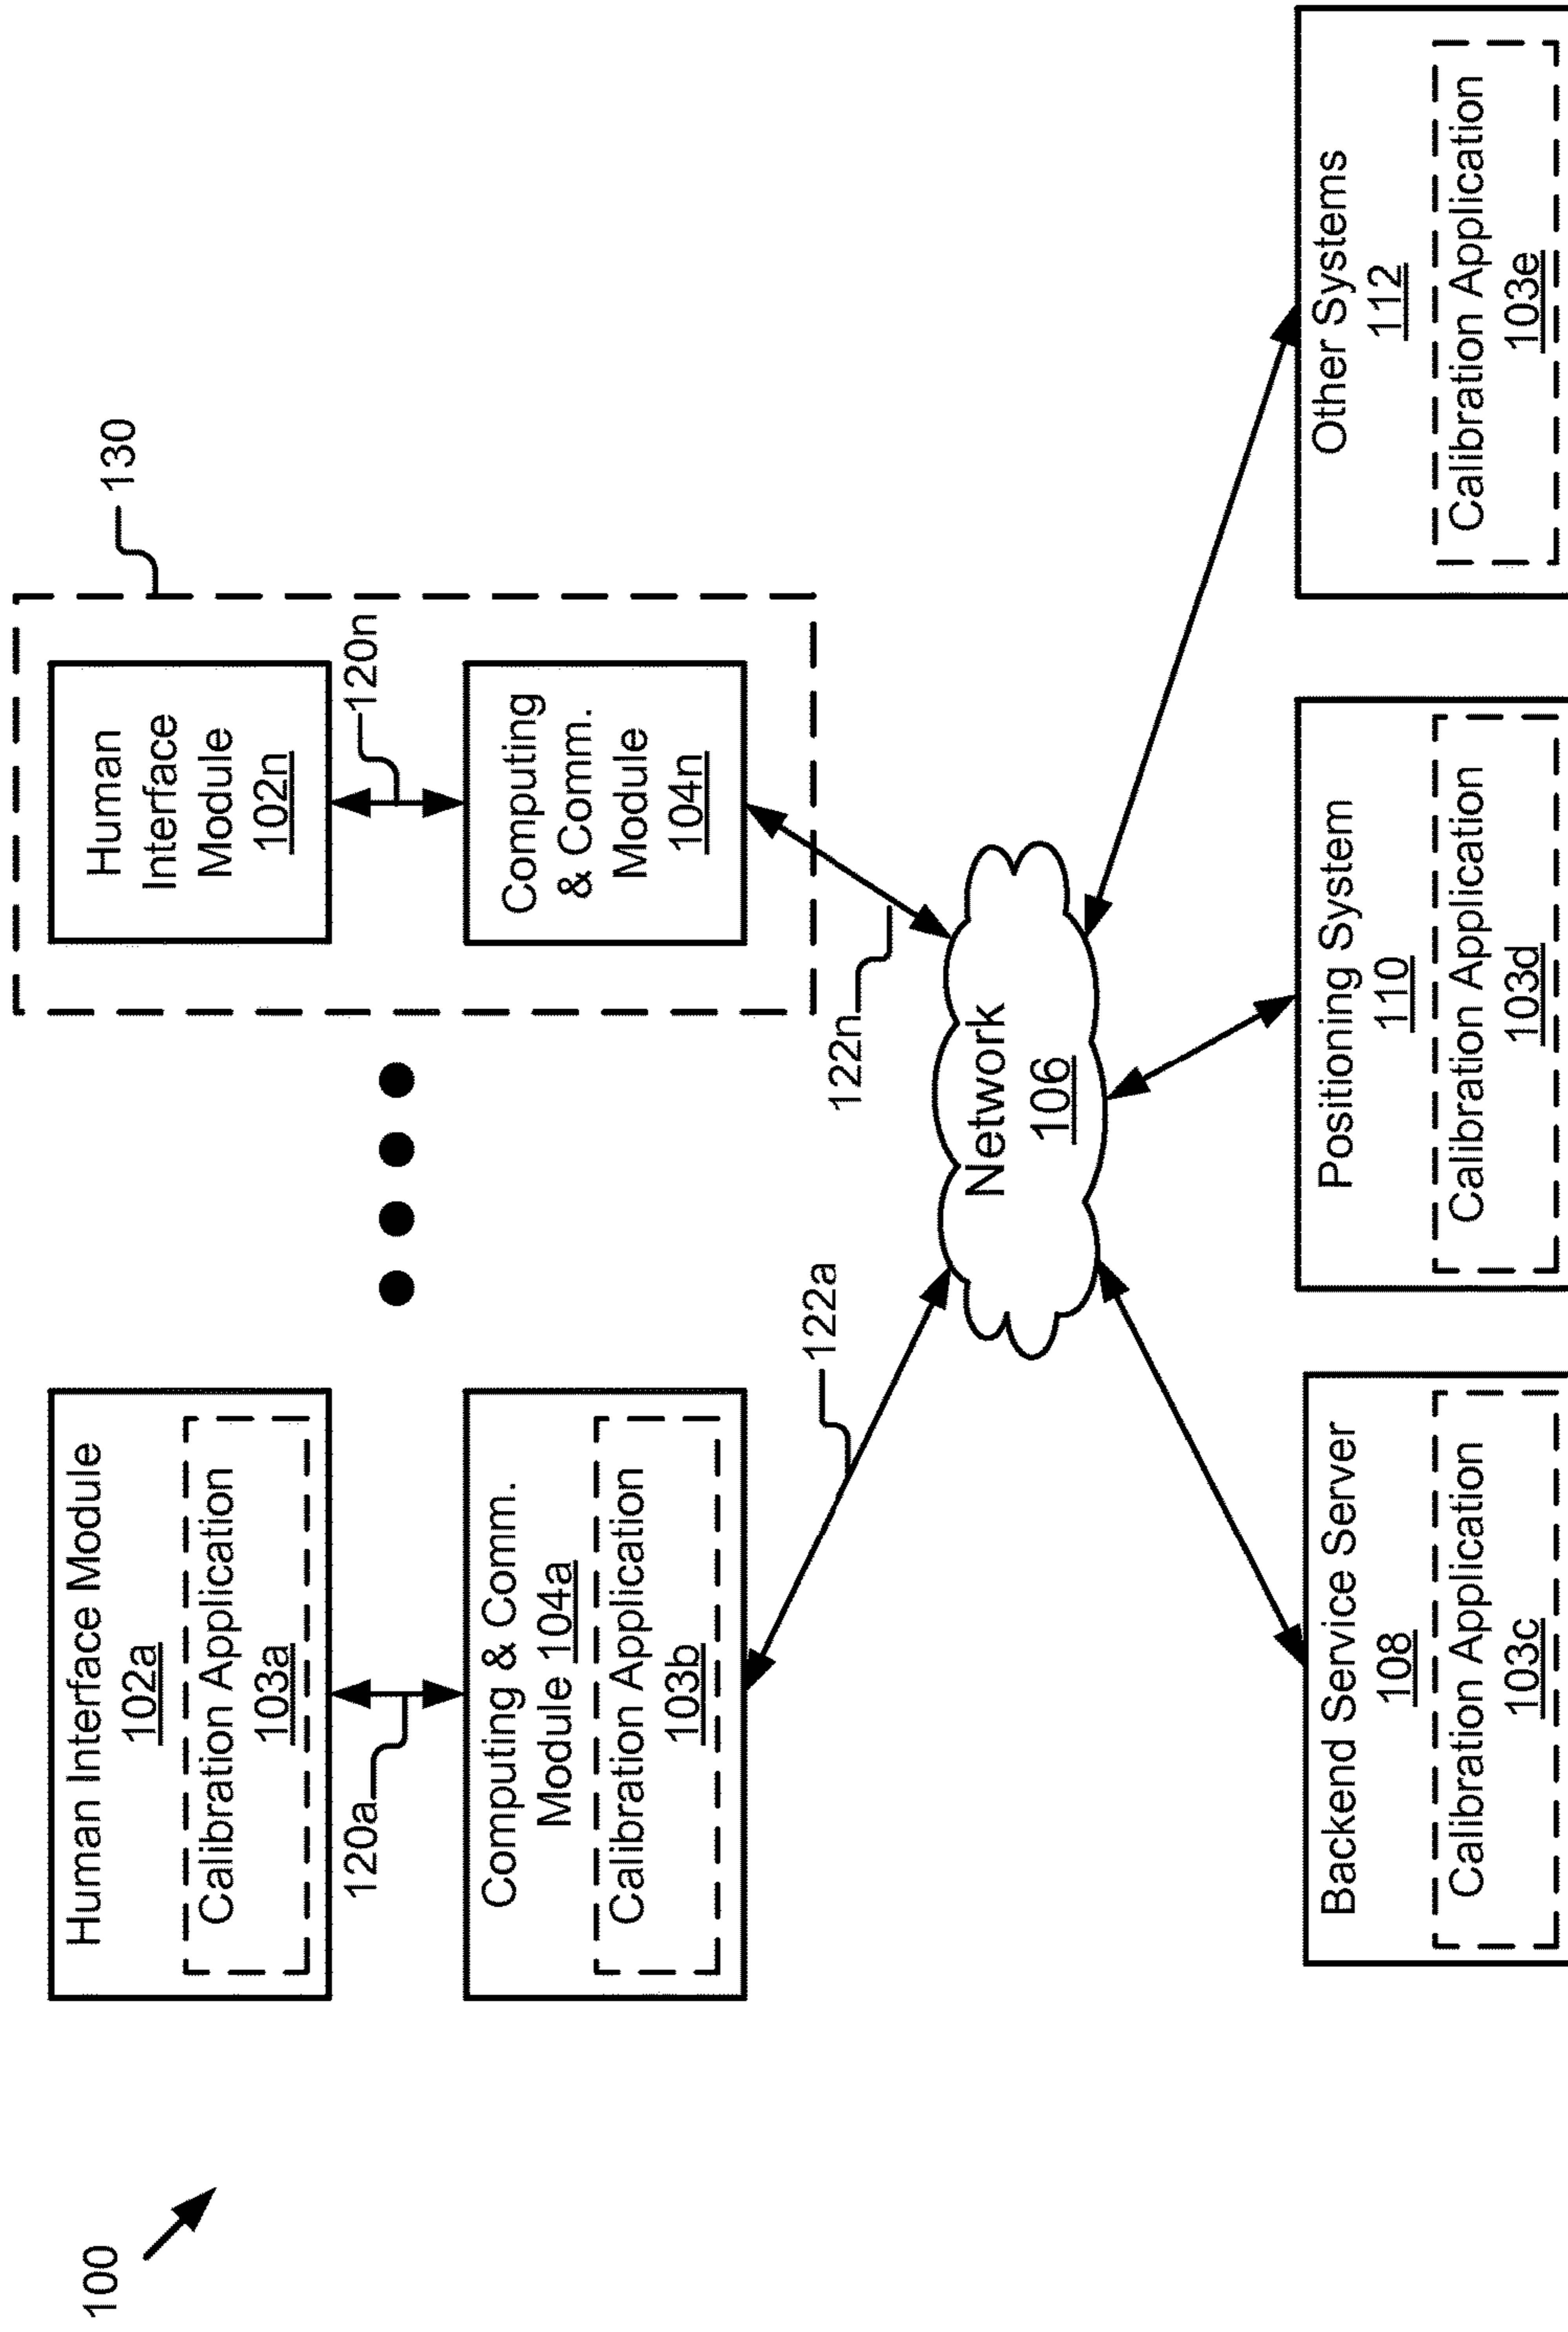 100
Human Interface Module
102a
Calibration Application
103a
120a
Computing & Comm.
Module 104a
Calibration Application
103b
122a
130
Human
Interface
Module
102n
120n
Computing
& Comm.
Module
104n
122n
Network
106
Backend Service Server
108
Calibration Application
103c
Positioning System
110
Calibration Application
103d
Other Systems
112
Calibration Application
103e